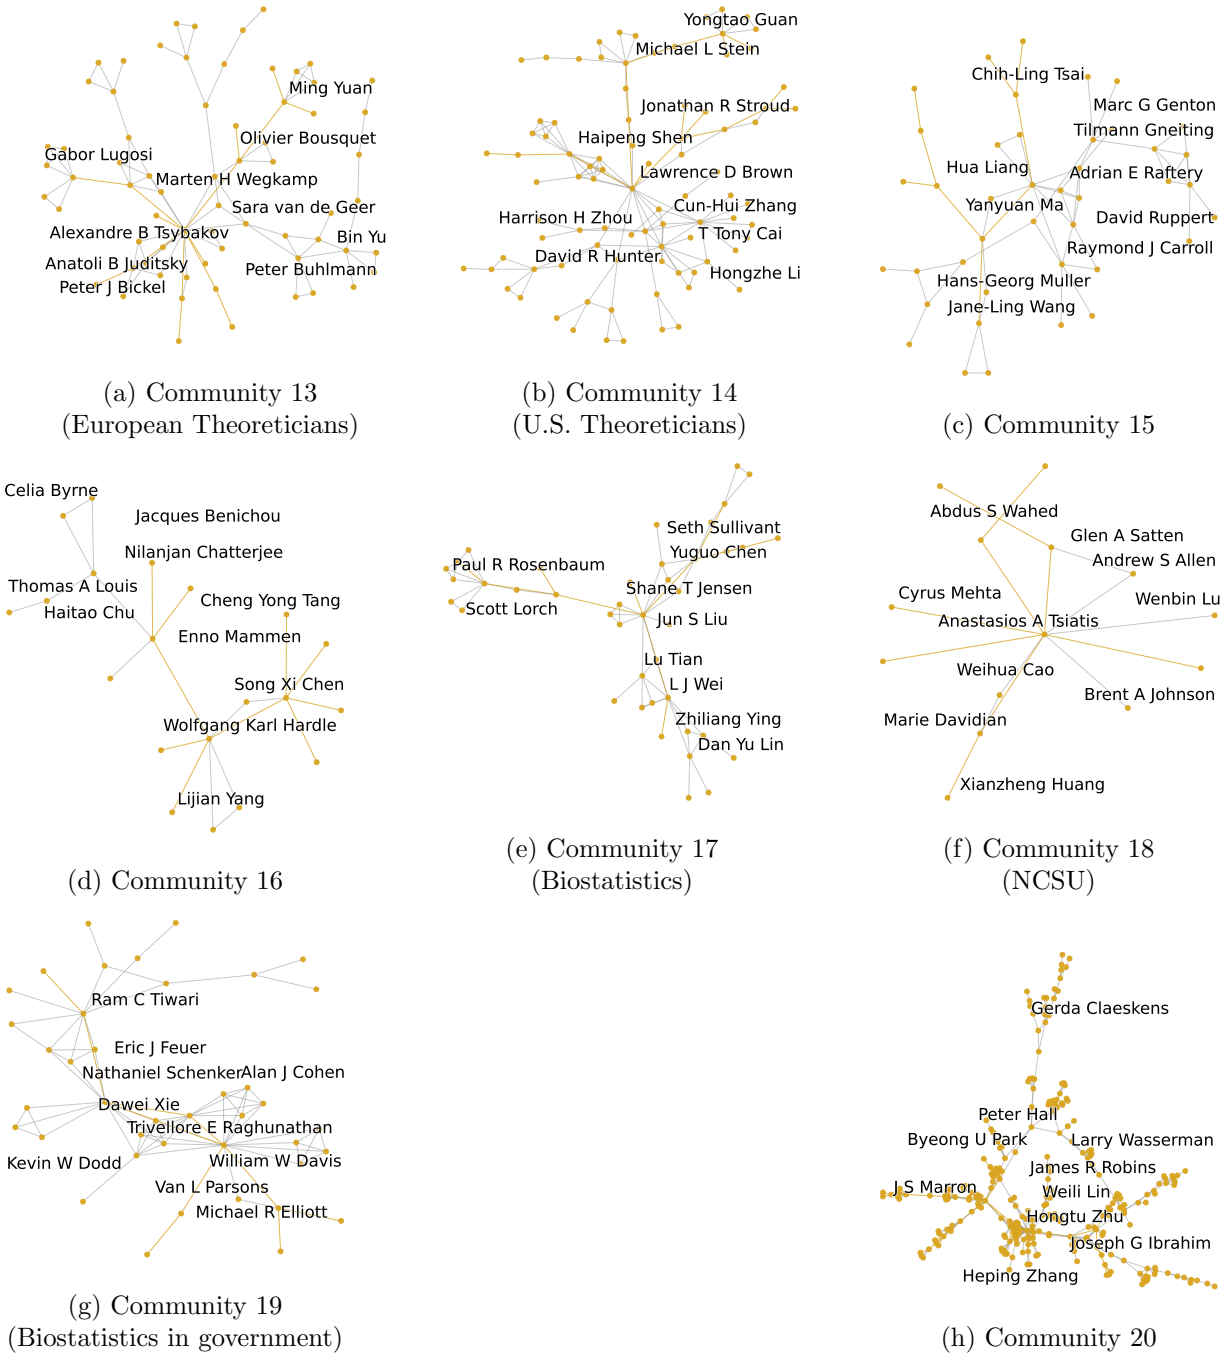 Ming Yuan
Olivier Bousquet
Gabor Lugosi
Marten H Wegkamp
Sara van de Geer
Alexandre B Tsybakov
Bin Yu
Anatoli B Juditsky
Peter Buhlmann
Peter J Bickel
(a) Community 13
(European Theoreticians)
Yongtao Guan
Michael L Stein
Jonathan R Stroud
Haipeng Shen
Lawrence D Brown
Cun-Hui Zhang
Harrison H Zhou
T Tony Cai
David R Hunter
Hongzhe Li
(b) Community 14
(U.S. Theoreticians)
Chih-Ling Tsai
Marc G Genton
Tilmann Gneiting
Hua Liang
Adrian E Raftery
Yanyuan Ma
David Ruppert
Raymond J Carroll
Hans-Georg Muller
Jane-Ling Wang
(c) Community 15
Celia Byrne
Jacques Benichou
Nilanjan Chatterjee
Thomas A Louis
Cheng Yong Tang
Haitao Chu
Enno Mammen
Song Xi Chen
Wolfgang Karl Hardle
Lijian Yang
(d) Community 16
Seth Sullivant
Yuguo Chen
Paul R Rosenbaum
Shane T Jensen
Scott Lorch
Jun S Liu
Lu Tian
L J Wei
Zhiliang Ying
Dan Yu Lin
(e) Community 17
(Biostatistics)
Abdus S Wahed
Glen A Satten
Andrew S Allen
Cyrus Mehta
Wenbin Lu
Anastasios A Tsiatis
Weihua Cao
Brent A Johnson
Marie Davidian
Xianzheng Huang
(f) Community 18
(NCSU)
Ram C Tiwari
Eric J Feuer
Nathaniel Schenker
Alan J Cohen
Dawei Xie
Trivellore E Raghunathan
Kevin W Dodd
William W Davis
Van L Parsons
Michael R Elliott
(g) Community 19
(Biostatistics in government)
Gerda Claeskens
Peter Hall
Byeong U Park
Larry Wasserman
James R Robins
J S Marron
Weili Lin
Hongtu Zhu
Joseph G Ibrahim
Heping Zhang
(h) Community 20